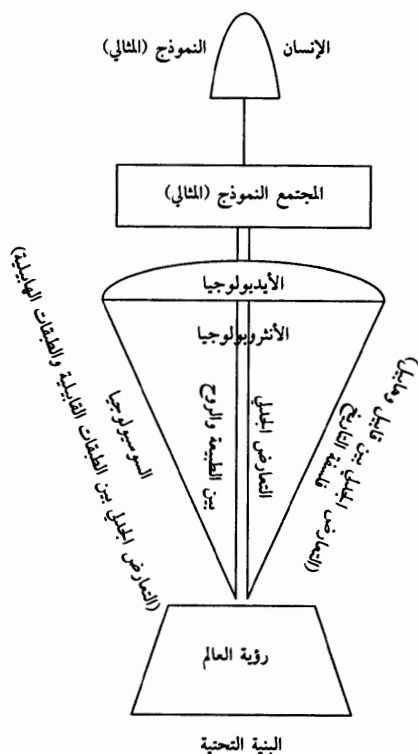 الإنسان النموذج (المثالي)
المجتمع النموذج (المثالي)
الأيديولوجيا
الأنثروبولوجيا
التعارض الجدلي
بين الطبيعة والروح
فلسفة التاريخ
(التعارض الجدلي بين قابيل وهابيل)
السوسيولوجيا
(التعارض الجدلي بين الطبقات القابيلية والطبقات الهابيلية)
رؤية العالم
البنية التحتية